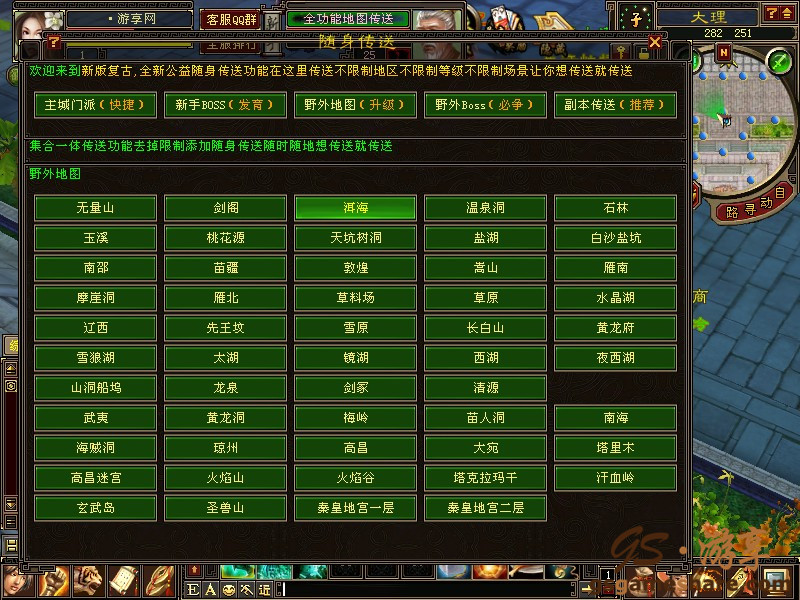 ·游享网 客服QQ群 全功能地图传送 大理
282 251
随身传送
欢迎来到新版复古,全新公益随身传送功能在这里传送不限制地区不限制等级不限制场景让你想传送就传送
主城门派(快捷) 新手BOSS(发育) 野外地图(升级) 野外Boss(必争) 副本传送(推荐)
集合一体传送功能去掉限制添加随身传送随时随地想传送就传送
野外地图
无量山 剑阁 洱海 温泉洞 石林
玉溪 桃花源 天坑树洞 盐湖 白沙盐坑
南邵 苗疆 敦煌 嵩山 雁南
摩崖洞 雁北 草料场 草原 水晶湖
辽西 先王坟 雪原 长白山 黄龙府
雪狼湖 太湖 镜湖 西湖 夜西湖
山洞船坞 龙泉 剑冢 清源
武夷 黄龙洞 梅岭 苗人洞 南海
海贼洞 琼州 高昌 大宛 塔里木
高昌迷宫 火焰山 火焰谷 塔克拉玛干 汗血岭
玄武岛 圣兽山 秦皇地宫一层 秦皇地宫二层
自动寻路
N
商
E A 近
1
GS·游享